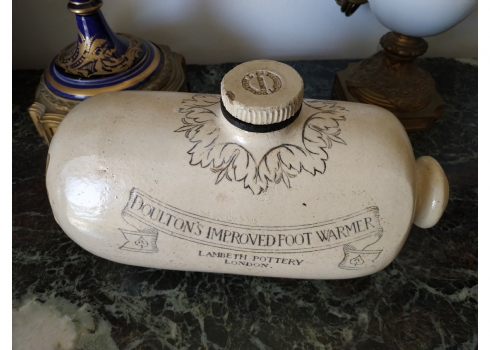 DOULTON'S IMPROVED FOOT WARMER
LAMBETH POTTERY
LONDON.